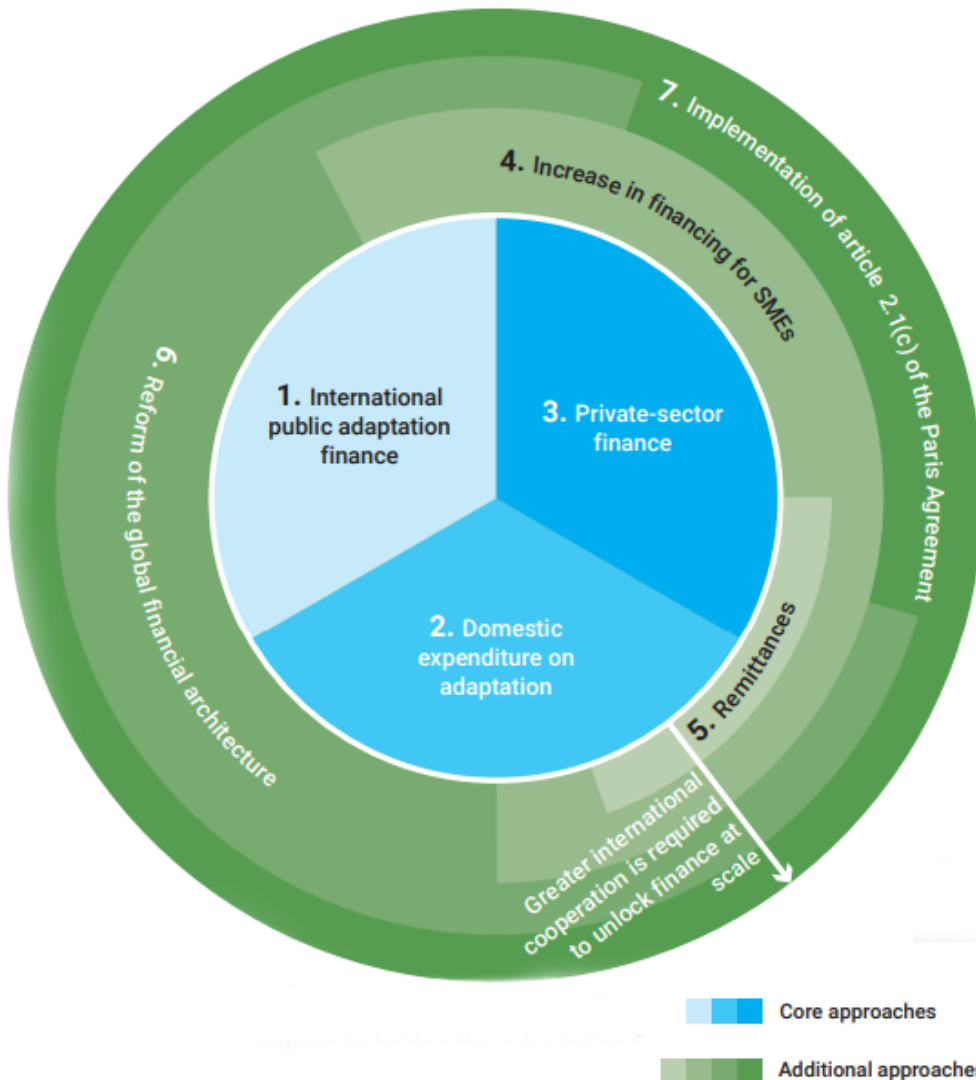 1. International
public adaptation
finance
2. Domestic
expenditure on
adaptation
3. Private-sector
finance
4. Increase in financing for SMEs
5. Remittances
6. Reform of the global financial architecture
7. Implementation of article 2.1(c) of the Paris Agreement
Greater international
cooperation is required
to unlock finance at
scale
Core approaches
Additional approache